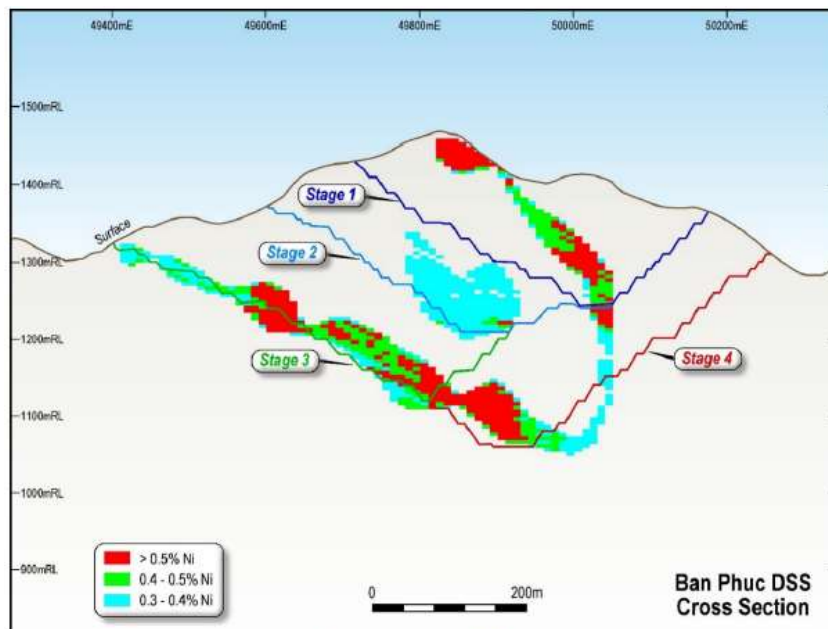 49400mE 49600mE 49800mE 50000mE 50200mE
1500mRL
1400mRL
Stage 1
Surface
Stage 2
1300mRL
1200mRL
Stage 3
Stage 4
1100mRL
1000mRL
900mRL
> 0.5% Ni
0.4 - 0.5% Ni
0.3 - 0.4% Ni
0 200m
Ban Phuc DSS
Cross Section